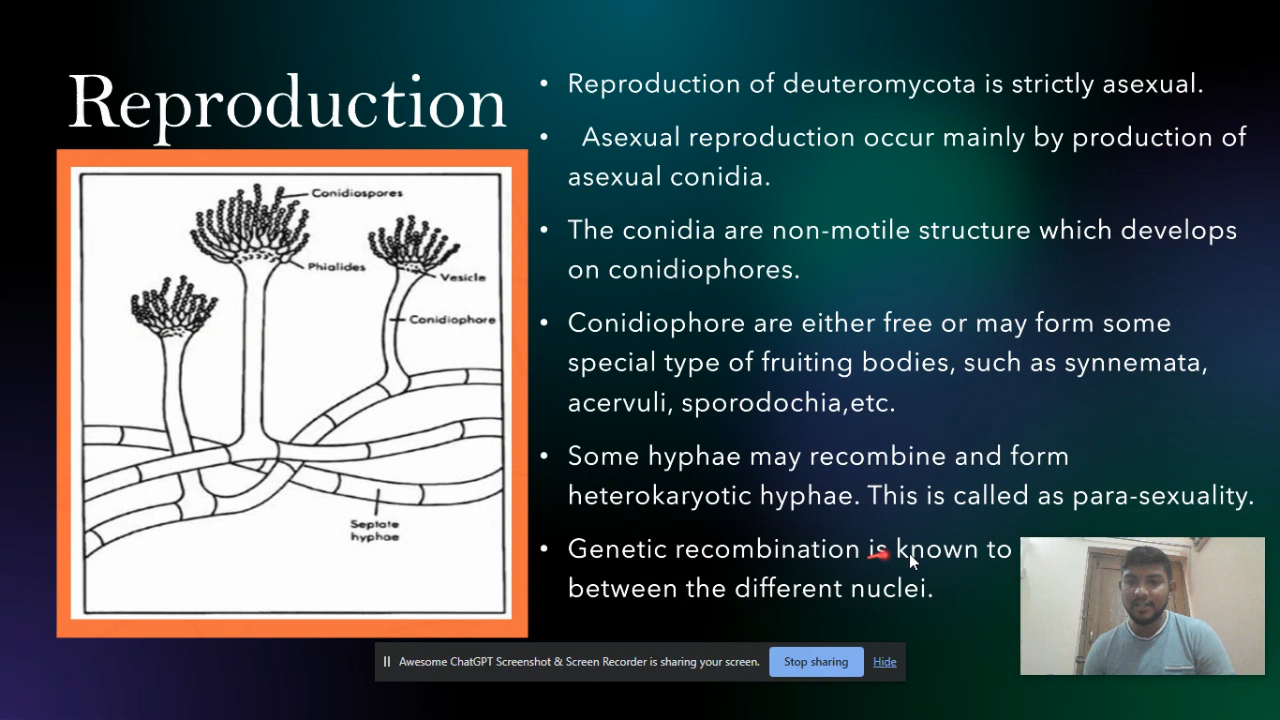 Reproduction
Conidiospores
Phialides
Vesicle
Conidiophore
Septate
hyphae
• Reproduction of deuteromycota is strictly asexual.
• Asexual reproduction occur mainly by production of
asexual conidia.
• The conidia are non-motile structure which develops
on conidiophores.
• Conidiophore are either free or may form some
special type of fruiting bodies, such as synnemata,
acervuli, sporodochia,etc.
• Some hyphae may recombine and form
heterokaryotic hyphae. This is called as para-sexuality.
• Genetic recombination is known to
between the different nuclei.
Awesome ChatGPT Screenshot & Screen Recorder is sharing your screen.
Stop sharing
Hide